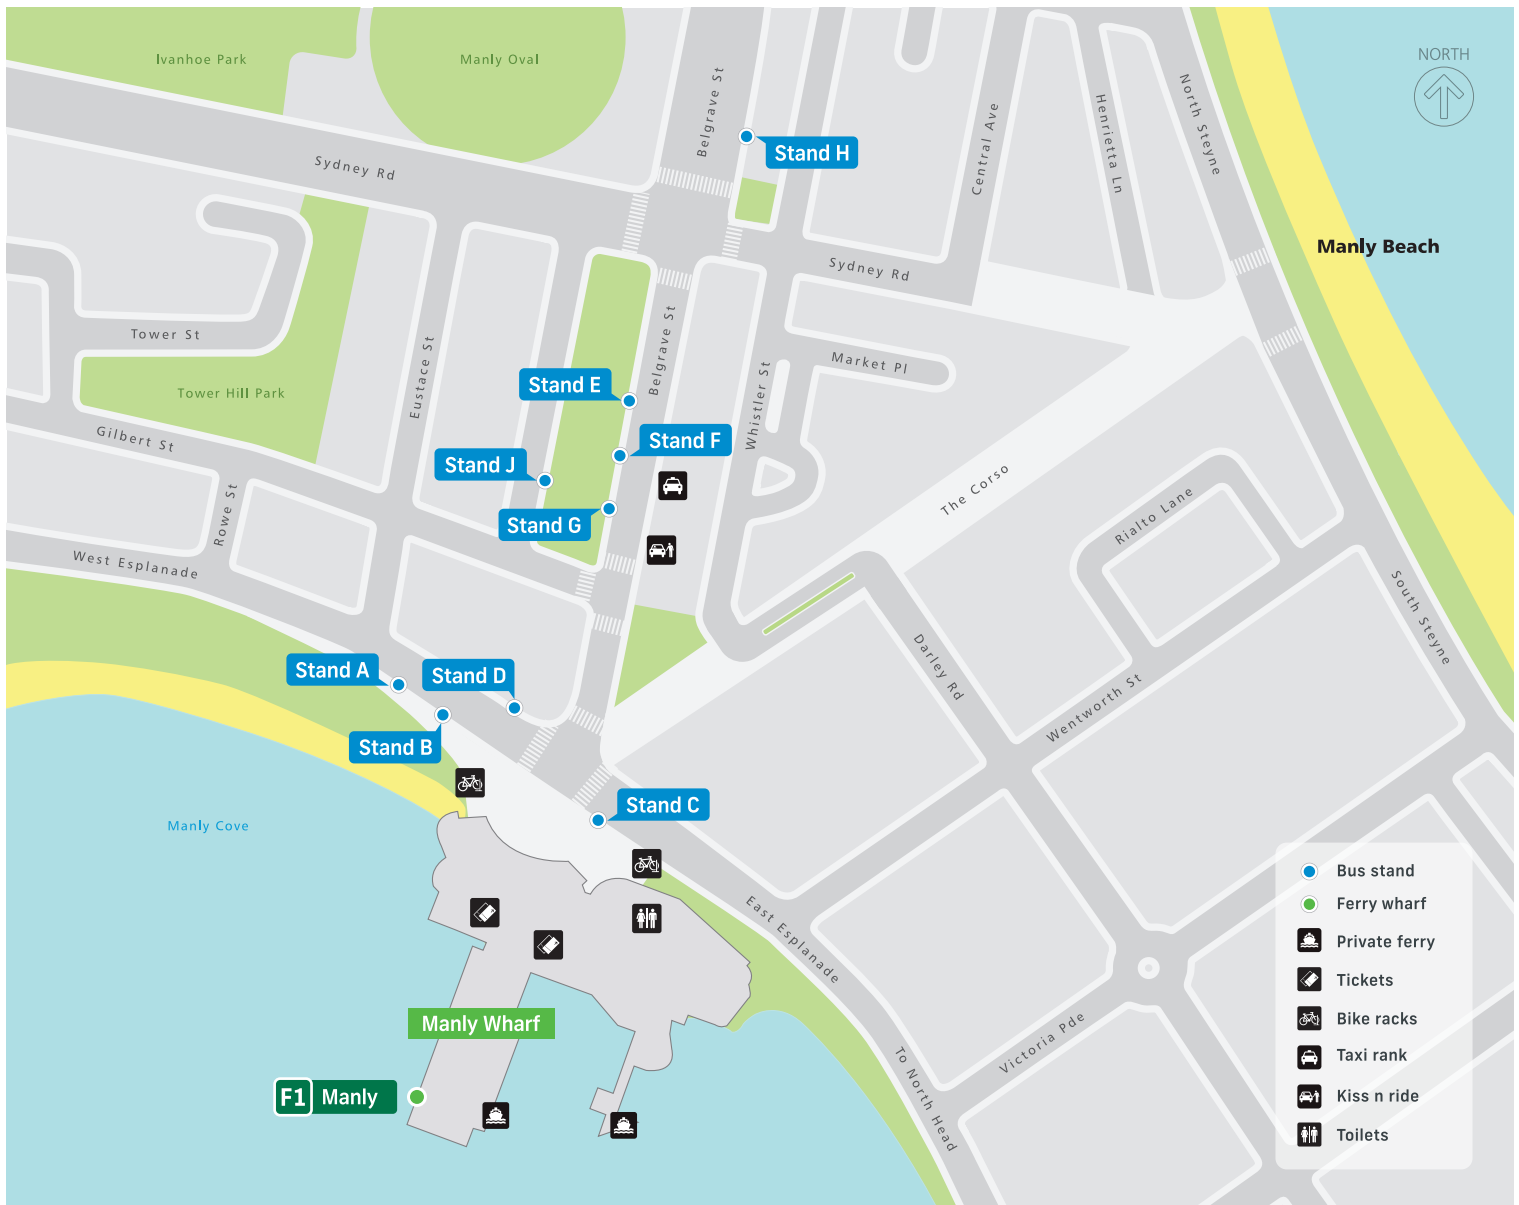 Ivanhoe Park
Manly Oval
NORTH
Belgrave St
North Steyne
Henrietta Ln
Central Ave
Stand H
Sydney Rd
Manly Beach
Sydney Rd
Tower St
Belgrave St
Eustace St
Market Pl
Whistler St
Tower Hill Park
Stand E
Gilbert St
Stand F
Stand J
The Corso
Rialto Lane
Rowe St
Stand G
West Esplanade
South Steyne
Darley Rd
Stand A
Stand D
Wentworth St
Stand B
Stand C
Manly Cove
East Esplanade
Manly Wharf
Victoria Pde
To North Head
F1 Manly
Bus stand
Ferry wharf
Private ferry
Tickets
Bike racks
Taxi rank
Kiss n ride
Toilets